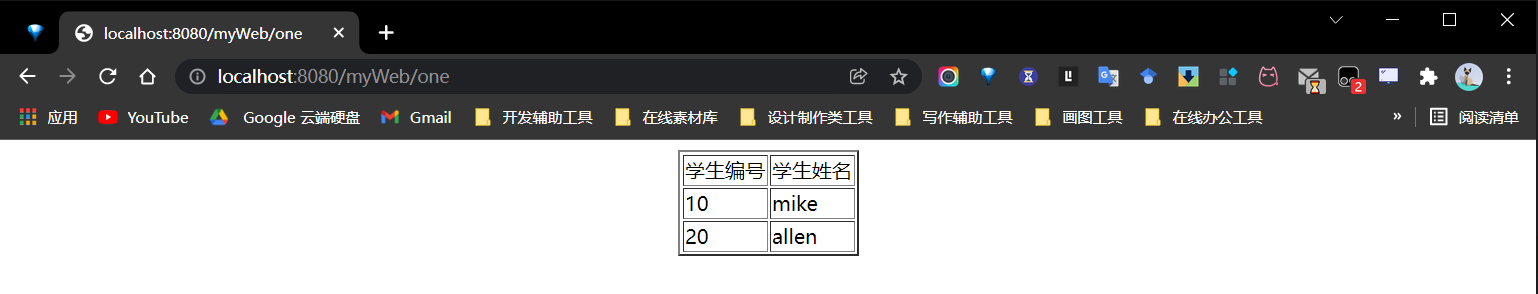 localhost:8080/myWeb/one
localhost:8080/myWeb/one
2
应用 YouTube Google 云端硬盘 Gmail 开发辅助工具 在线素材库 设计制作类工具 写作辅助工具 画图工具 在线办公工具 » 阅读清单
学生编号 学生姓名
10 mike
20 allen